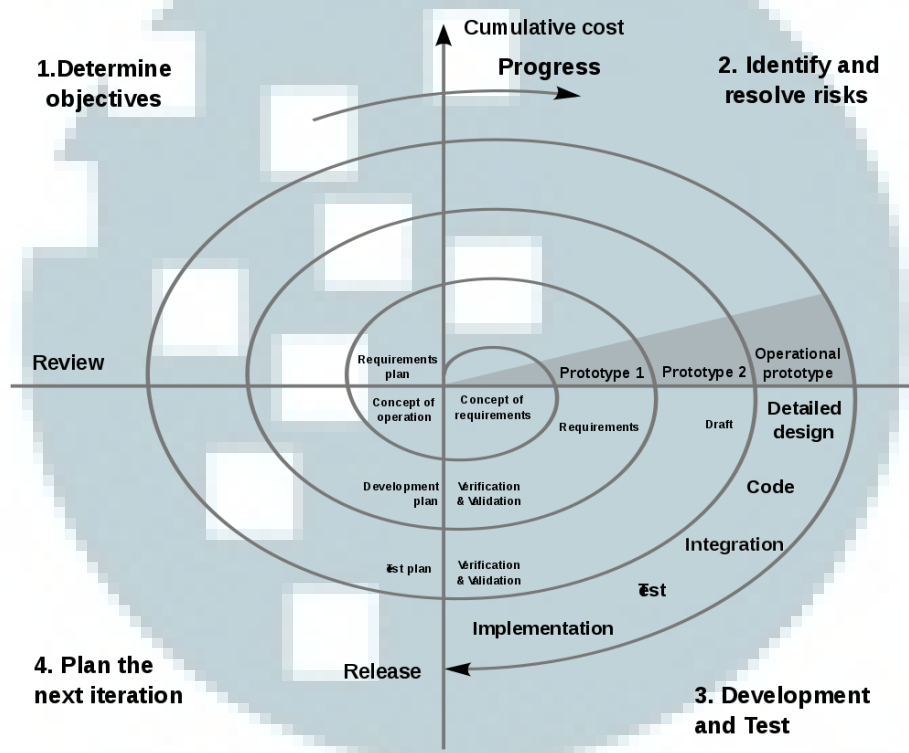 Cumulative cost
Progress
1.Determine
objectives
2. Identify and
resolve risks
Review
Requirements
plan
Concept of
operation
Concept of
requirements
Prototype 1
Prototype 2
Operational
prototype
Requirements
Draft
Detailed
design
Development
plan
Verification
& Validation
Code
Integration
Test plan
Verification
& Validation
Test
Implementation
Release
4. Plan the
next iteration
3. Development
and Test